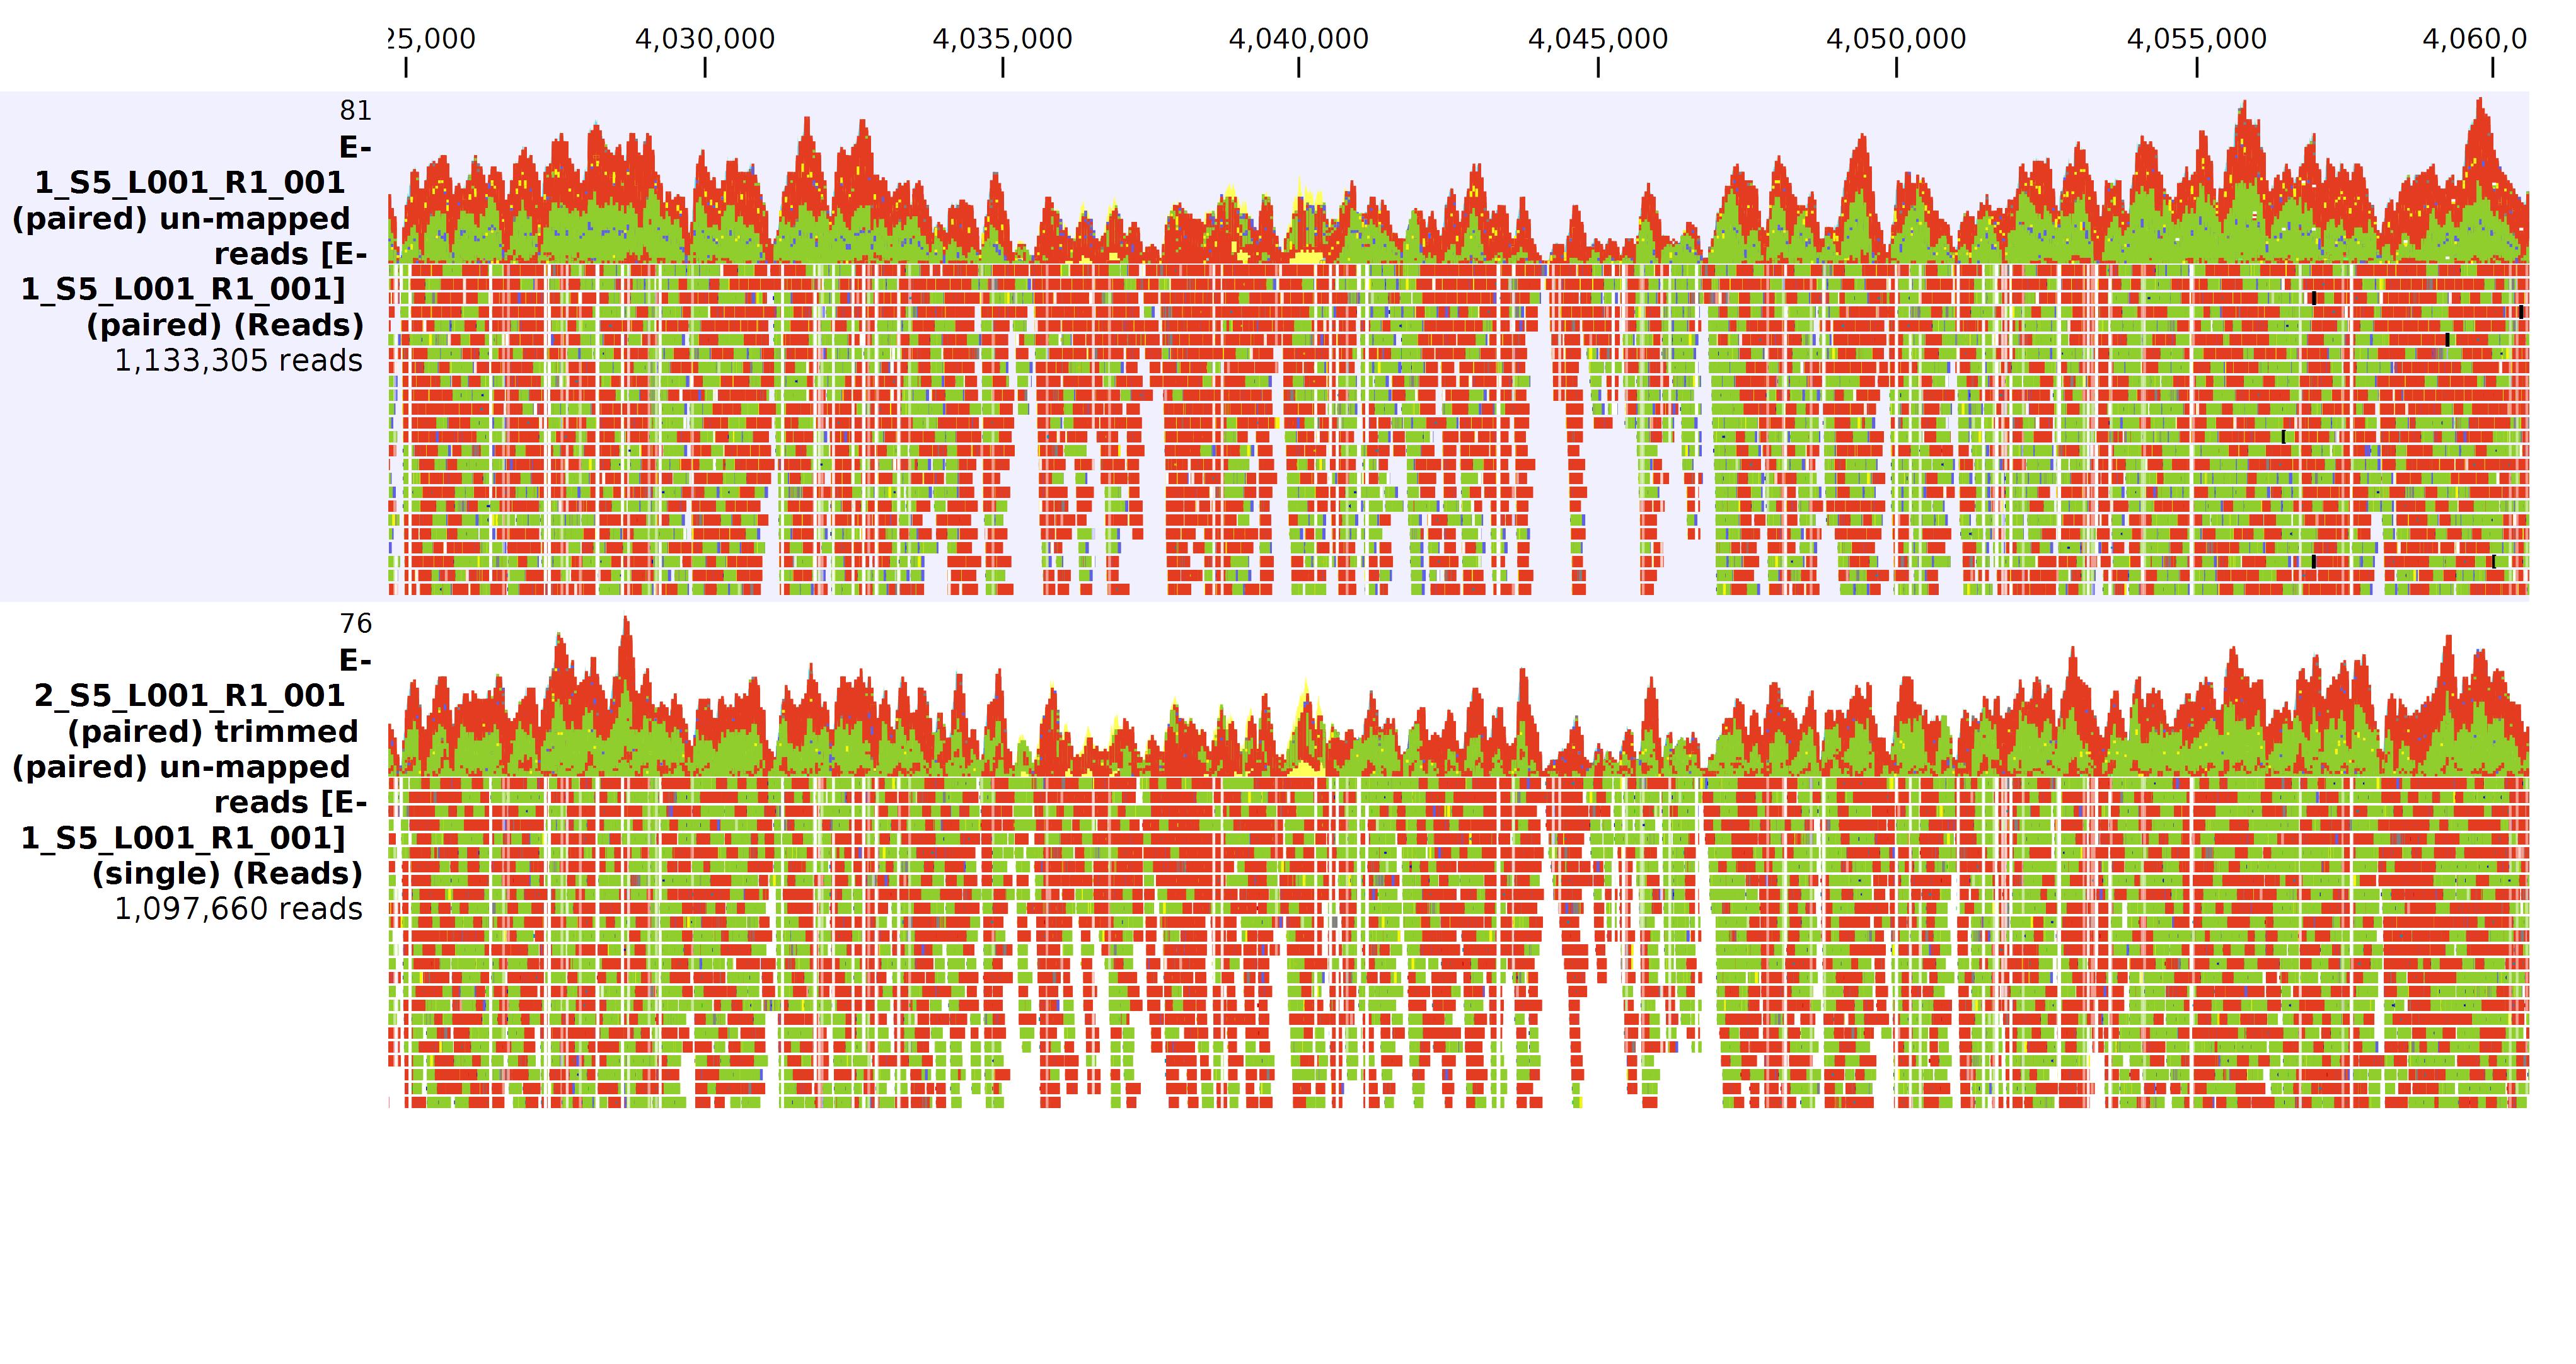 25,000 4,030,000 4,035,000 4,040,000 4,045,000 4,050,000 4,055,000 4,060,0
81
E-
1_S5_L001_R1_001
(paired) un-mapped
reads [E-
1_S5_L001_R1_001]
(paired) (Reads)
1,133,305 reads
76
E-
2_S5_L001_R1_001
(paired) trimmed
(paired) un-mapped
reads [E-
1_S5_L001_R1_001]
(single) (Reads)
1,097,660 reads